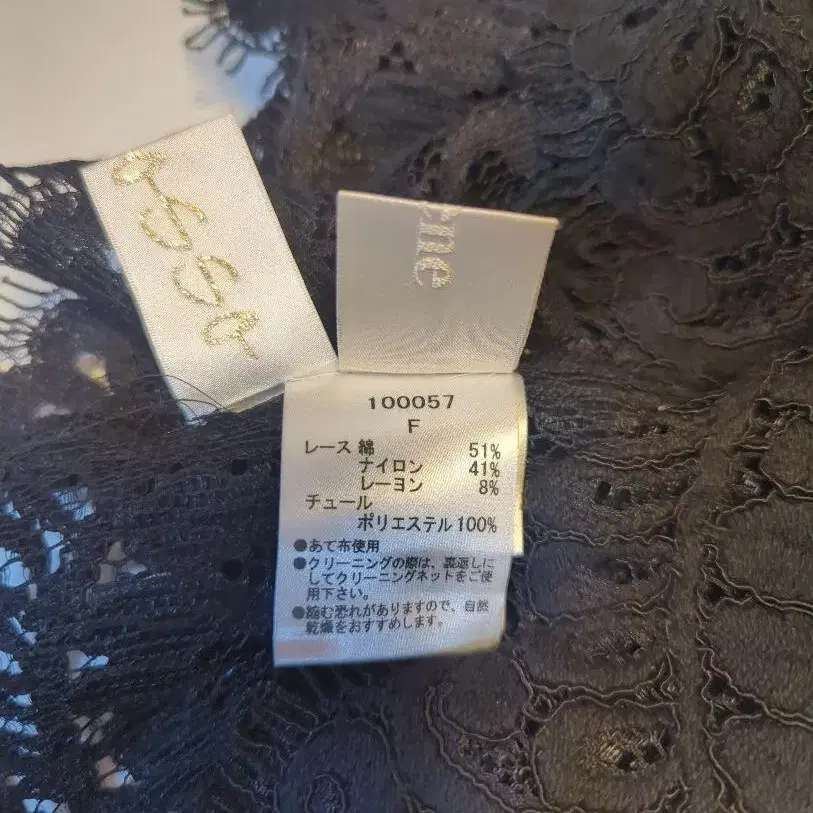 100057
F
レース 綿 51%
ナイロン 41%
レーヨン 8%
チュール
ポリエステル 100%
●あて布使用
●クリーニングの際は、裏返しに
してクリーニングネットをご使
用下さい。
●縮む恐れがありますので、自然
乾燥をおすすめします。